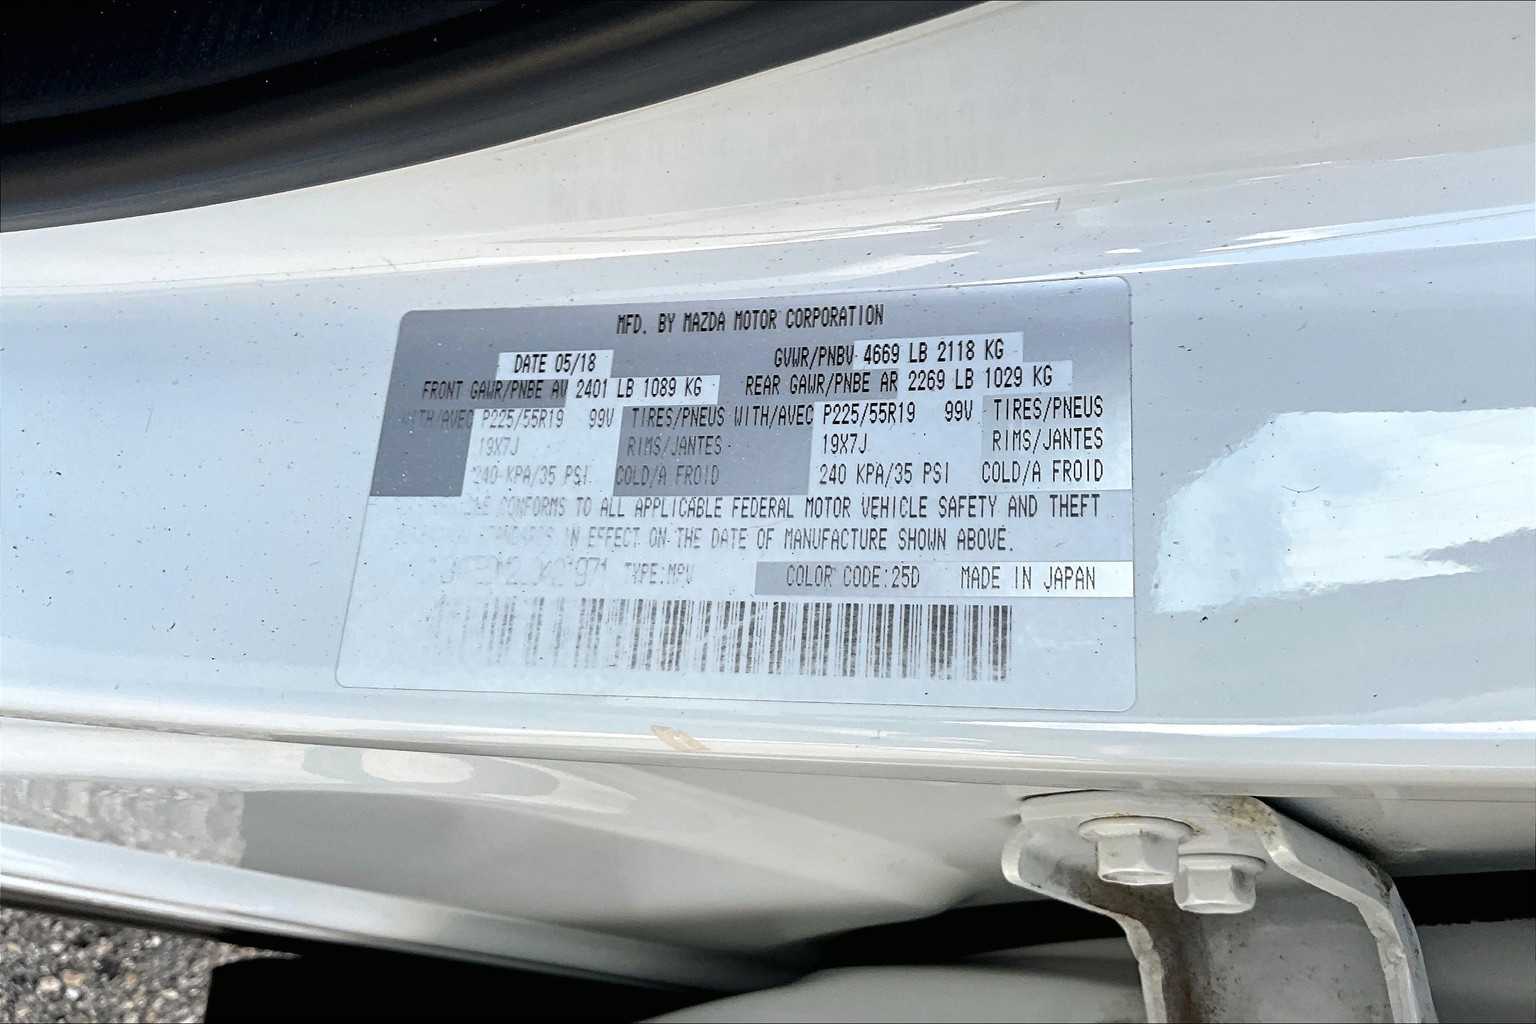 MFD. BY MAZDA MOTOR CORPORATION
DATE 05/18 GVWR/PNBV 4669 LB 2118 KG
FRONT GAWR/PNBE AV 2401 LB 1089 KG REAR GAWR/PNBE AR 2269 LB 1029 KG
WITH/AVEC P225/55R19 99V TIRES/PNEUS WITH/AVEC P225/55R19 99V TIRES/PNEUS
19X7J RIMS/JANTES 19X7J RIMS/JANTES
240 KPA/35 PSI COLD/A FROID 240 KPA/35 PSI COLD/A FROID
CONFORMS TO ALL APPLICABLE FEDERAL MOTOR VEHICLE SAFETY AND THEFT
STANDARDS IN EFFECT ON THE DATE OF MANUFACTURE SHOWN ABOVE.
TYPE:MPV COLOR CODE:25D MADE IN JAPAN